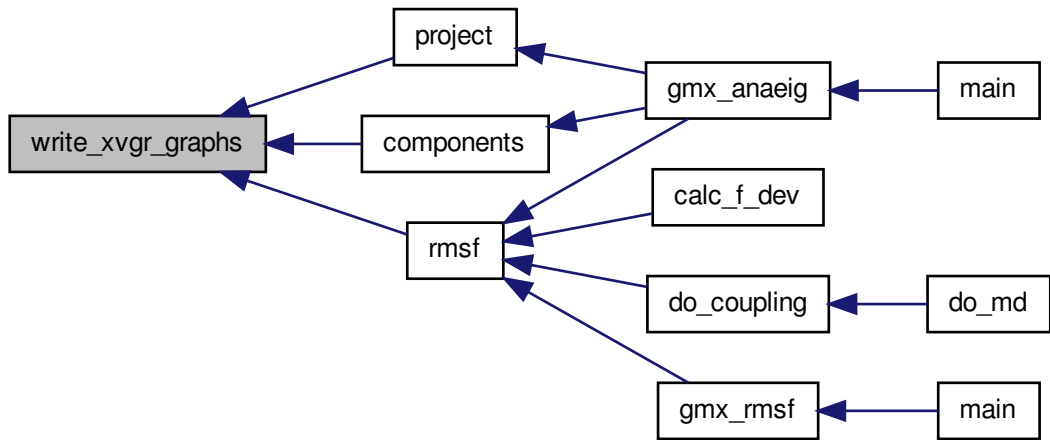 project
gmx_anaeig
main
write_xvgr_graphs
components
calc_f_dev
rmsf
do_coupling
do_md
gmx_rmsf
main